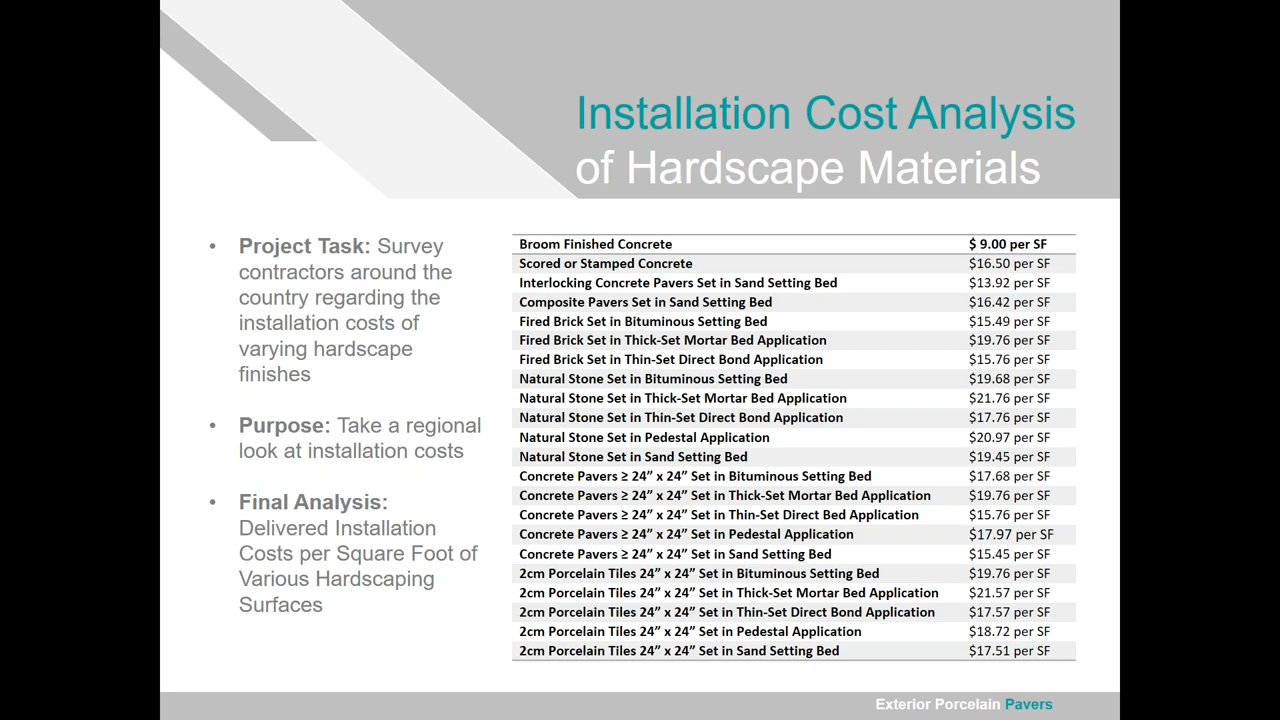 Installation Cost Analysis
of Hardscape Materials
• Project Task: Survey
contractors around the
country regarding the
installation costs of
varying hardscape
finishes
• Purpose: Take a regional
look at installation costs
• Final Analysis:
Delivered Installation
Costs per Square Foot of
Various Hardscaping
Surfaces
Broom Finished Concrete $ 9.00 per SF
Scored or Stamped Concrete $16.50 per SF
Interlocking Concrete Pavers Set in Sand Setting Bed $13.92 per SF
Composite Pavers Set in Sand Setting Bed $16.42 per SF
Fired Brick Set in Bituminous Setting Bed $15.49 per SF
Fired Brick Set in Thick-Set Mortar Bed Application $19.76 per SF
Fired Brick Set in Thin-Set Direct Bond Application $15.76 per SF
Natural Stone Set in Bituminous Setting Bed $19.68 per SF
Natural Stone Set in Thick-Set Mortar Bed Application $21.76 per SF
Natural Stone Set in Thin-Set Direct Bond Application $17.76 per SF
Natural Stone Set in Pedestal Application $20.97 per SF
Natural Stone Set in Sand Setting Bed $19.45 per SF
Concrete Pavers ≥ 24” x 24” Set in Bituminous Setting Bed $17.68 per SF
Concrete Pavers ≥ 24” x 24” Set in Thick-Set Mortar Bed Application $19.76 per SF
Concrete Pavers ≥ 24” x 24” Set in Thin-Set Direct Bed Application $15.76 per SF
Concrete Pavers ≥ 24” x 24” Set in Pedestal Application $17.97 per SF
Concrete Pavers ≥ 24” x 24” Set in Sand Setting Bed $15.45 per SF
2cm Porcelain Tiles 24” x 24” Set in Bituminous Setting Bed $19.76 per SF
2cm Porcelain Tiles 24” x 24” Set in Thick-Set Mortar Bed Application $21.57 per SF
2cm Porcelain Tiles 24” x 24” Set in Thin-Set Direct Bond Application $17.57 per SF
2cm Porcelain Tiles 24” x 24” Set in Pedestal Application $18.72 per SF
2cm Porcelain Tiles 24” x 24” Set in Sand Setting Bed $17.51 per SF
Exterior Porcelain Pavers